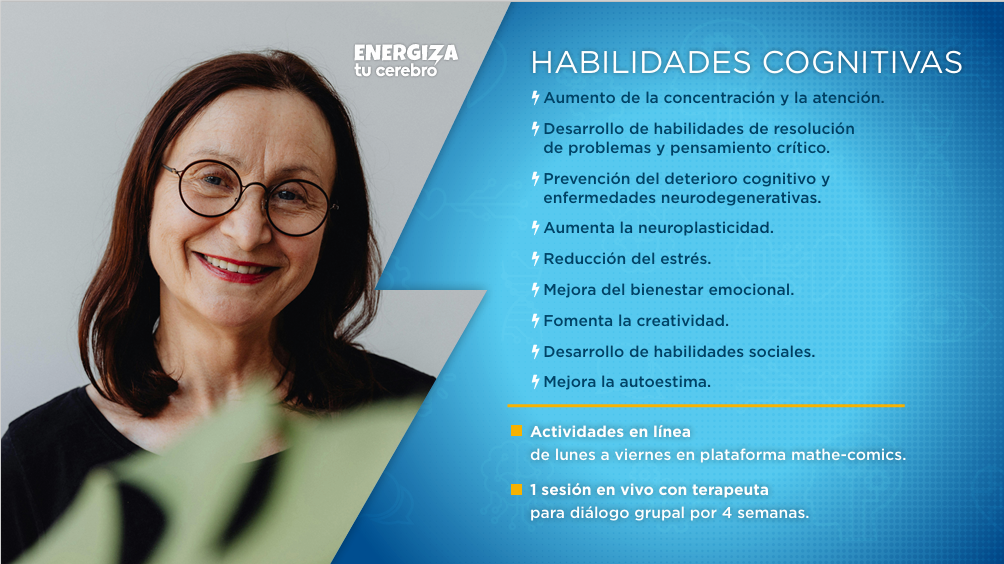 ENERGIZA
tu cerebro
HABILIDADES COGNITIVAS
Aumento de la concentración y la atención.
Desarrollo de habilidades de resolución
de problemas y pensamiento crítico.
Prevención del deterioro cognitivo y
enfermedades neurodegenerativas.
Aumenta la neuroplasticidad.
Reducción del estrés.
Mejora del bienestar emocional.
Fomenta la creatividad.
Desarrollo de habilidades sociales.
Mejora la autoestima.
Actividades en línea
de lunes a viernes en plataforma mathe-comics.
1 sesión en vivo con terapeuta
para diálogo grupal por 4 semanas.